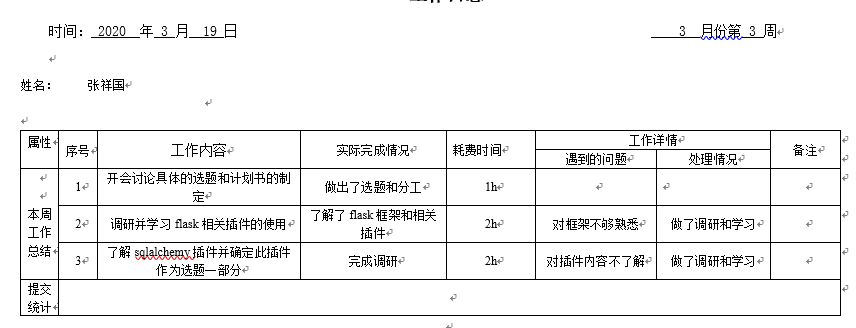 时间： 2020 年 3 月 19 日
3 月份第 3 周
姓名： 张祥国
属性 序号 工作内容 实际完成情况 耗费时间 工作详情 备注
遇到的问题 处理情况
本周工作总结
1 开会讨论具体的选题和计划书的制定 做出了选题和分工 1h
2 调研并学习 flask 相关插件的使用 了解了 flask 框架和相关插件 2h 对框架不够熟悉 做了调研和学习
3 了解 sqlalchemy 插件并确定此插件作为选题一部分 完成调研 2h 对插件内容不了解 做了调研和学习
提交统计